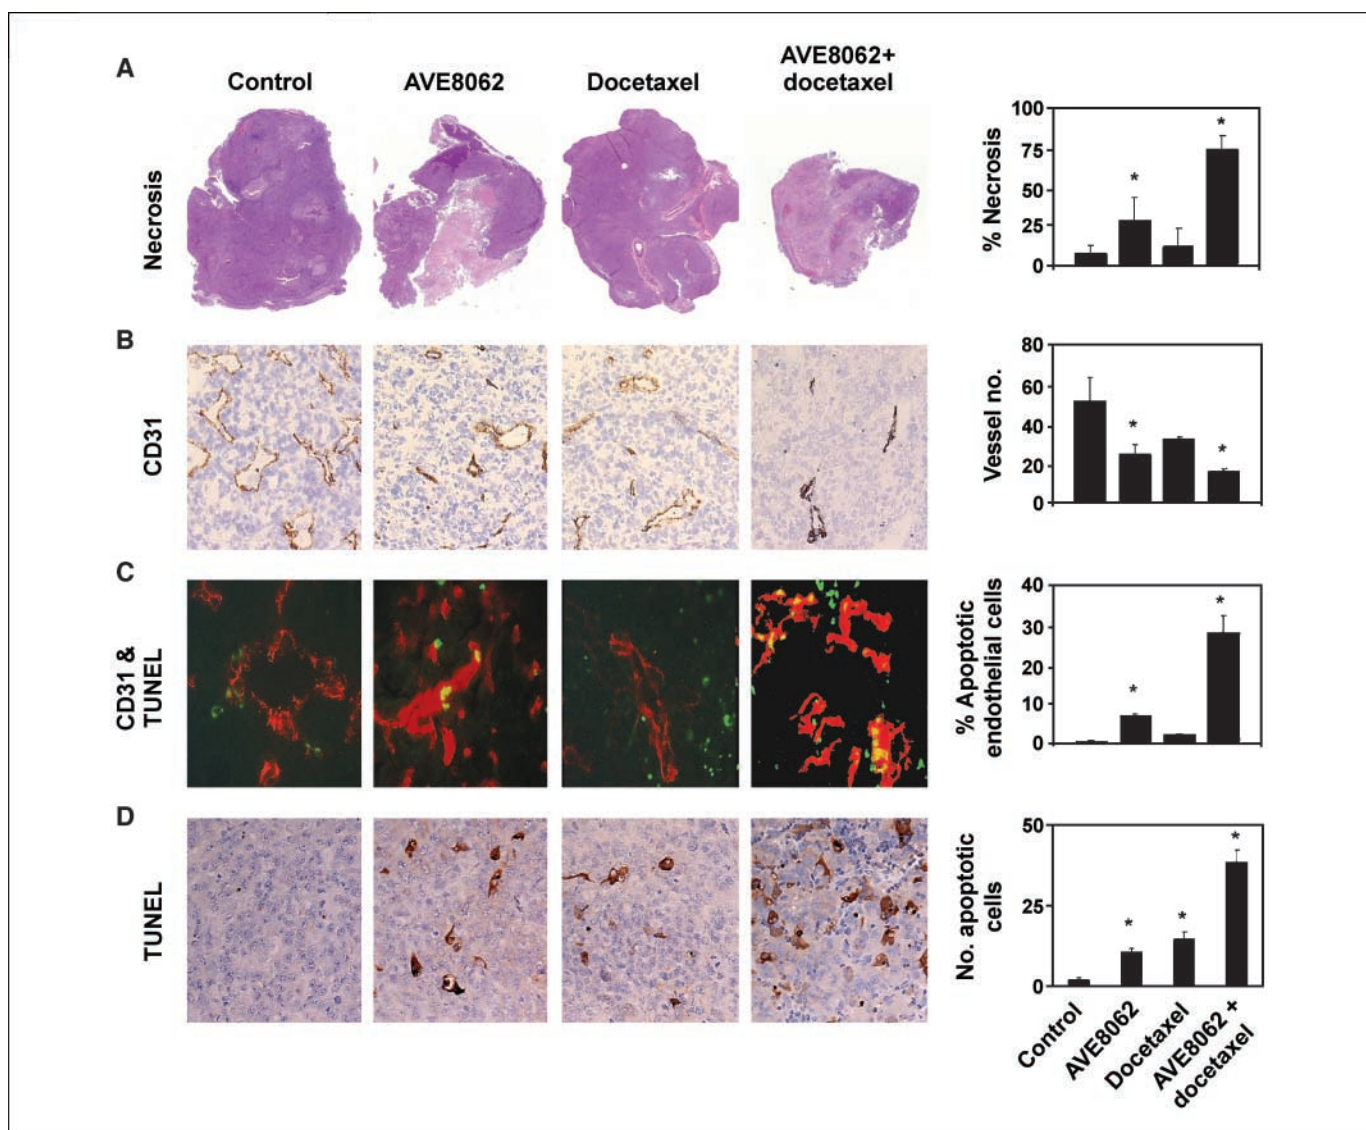 A
Control
AVE8062
Docetaxel
AVE8062+
docetaxel
Necrosis
% Necrosis
100
75
50
25
0
*
*
B
CD31
Vessel no.
80
60
40
20
0
*
*
C
CD31 &
TUNEL
% Apoptotic
endothelial cells
40
30
20
10
0
*
*
D
TUNEL
No. apoptotic
cells
50
25
0
*
*
*
Control
AVE8062
Docetaxel
AVE8062 +
docetaxel